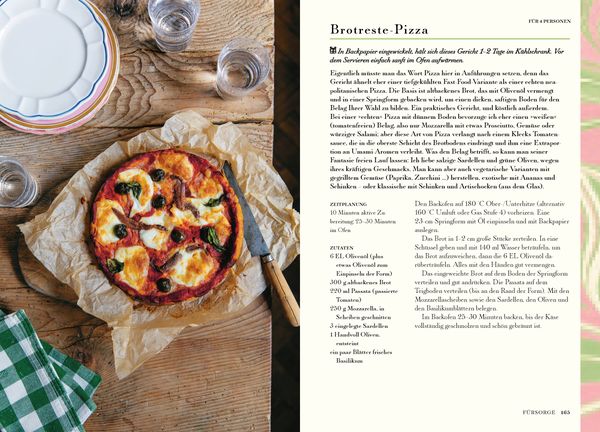 FÜR 4 PERSONEN
Brotreste-Pizza
In Backpapier eingewickelt, hält sich dieses Gericht 1–2 Tage im Kühlschrank. Vor
dem Servieren einfach sanft im Ofen aufwärmen.
Eigentlich müsste man das Wort Pizza hier in Anführungen setzen, denn das
Gericht ähnelt eher einer tiefgekühlten Fast-Food-Variante als einer echten nea-
politanischen Pizza. Die Basis ist altbackenes Brot, das mit Olivenöl vermengt
und in einer Springform gebacken wird, um einen dicken, saftigen Boden für den
Belag Ihrer Wahl zu bilden. Ein praktisches Gericht, und köstlich außerdem.
Bei einer »echten« Pizza mit dünnem Boden bevorzuge ich eher einen »weißen«
(tomatenfreien) Belag, also nur Mozzarella mit etwas Prosciutto, Gemüse oder
würziger Salami; aber diese Art von Pizza verlangt nach einem Klecks Tomaten-
sauce, die in die oberste Schicht des Brotbodens eindringt und ihm eine Extrapor-
tion an Umami-Aromen verleiht. Was den Belag betrifft, so kann man seiner
Fantasie freien Lauf lassen: Ich liebe salzige Sardellen und grüne Oliven, wegen
ihres kräftigen Geschmacks. Man kann aber auch vegetarische Varianten mit
gegrilltem Gemüse (Paprika, Zucchini ...) herstellen, exotische mit Ananas und
Schinken – oder klassische mit Schinken und Artischocken (aus dem Glas).
ZEITPLANUNG
10 Minuten aktive Zu-
bereitung, 25–30 Minuten
im Ofen
ZUTATEN
6 EL Olivenöl (plus
etwas Olivenöl zum
Einpinseln der Form)
300 g altbackenes Brot
220 ml Passata (passierte
Tomaten)
250 g Mozzarella, in
Scheiben geschnitten
3 eingelegte Sardellen
1 Handvoll Oliven,
entsteint
ein paar Blätter frisches
Basilikum
Den Backofen auf 180 °C Ober-/Unterhitze (alternativ
160 °C Umluft oder Gas Stufe 4) vorheizen. Eine
23-cm-Springform mit Öl einpinseln und mit Backpapier
auslegen.
Das Brot in 1–2 cm große Stücke zerteilen. In eine
Schüssel geben und mit 140 ml Wasser beträufeln, um
das Brot aufzuweichen, dann die 6 EL Olivenöl da-
rüberträufeln. Alles mit den Händen gut vermengen.
Das eingeweichte Brot auf dem Boden der Springform
verteilen und gut andrücken. Die Passata auf dem
Teigboden verteilen (bis an den Rand der Form). Mit den
Mozzarellascheiben sowie den Sardellen, den Oliven und
den Basilikumblättern belegen.
Im Backofen 25–30 Minuten backen, bis der Käse
vollständig geschmolzen und schön gebräunt ist.
FÜRSORGE 165